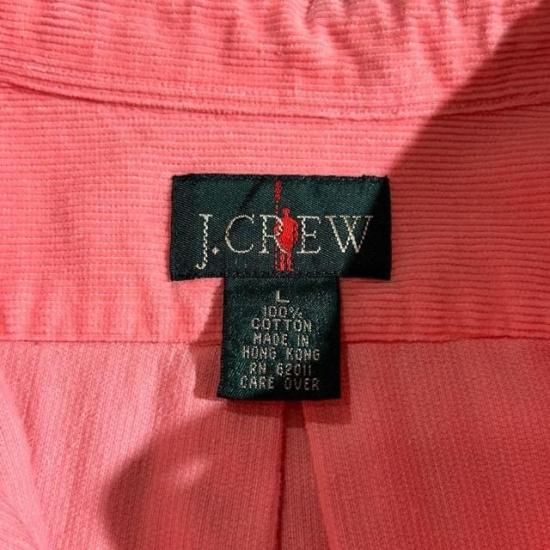 J.CREW
L
100%
COTTON
MADE IN
HONG KONG
RN 62011
CARE OVER